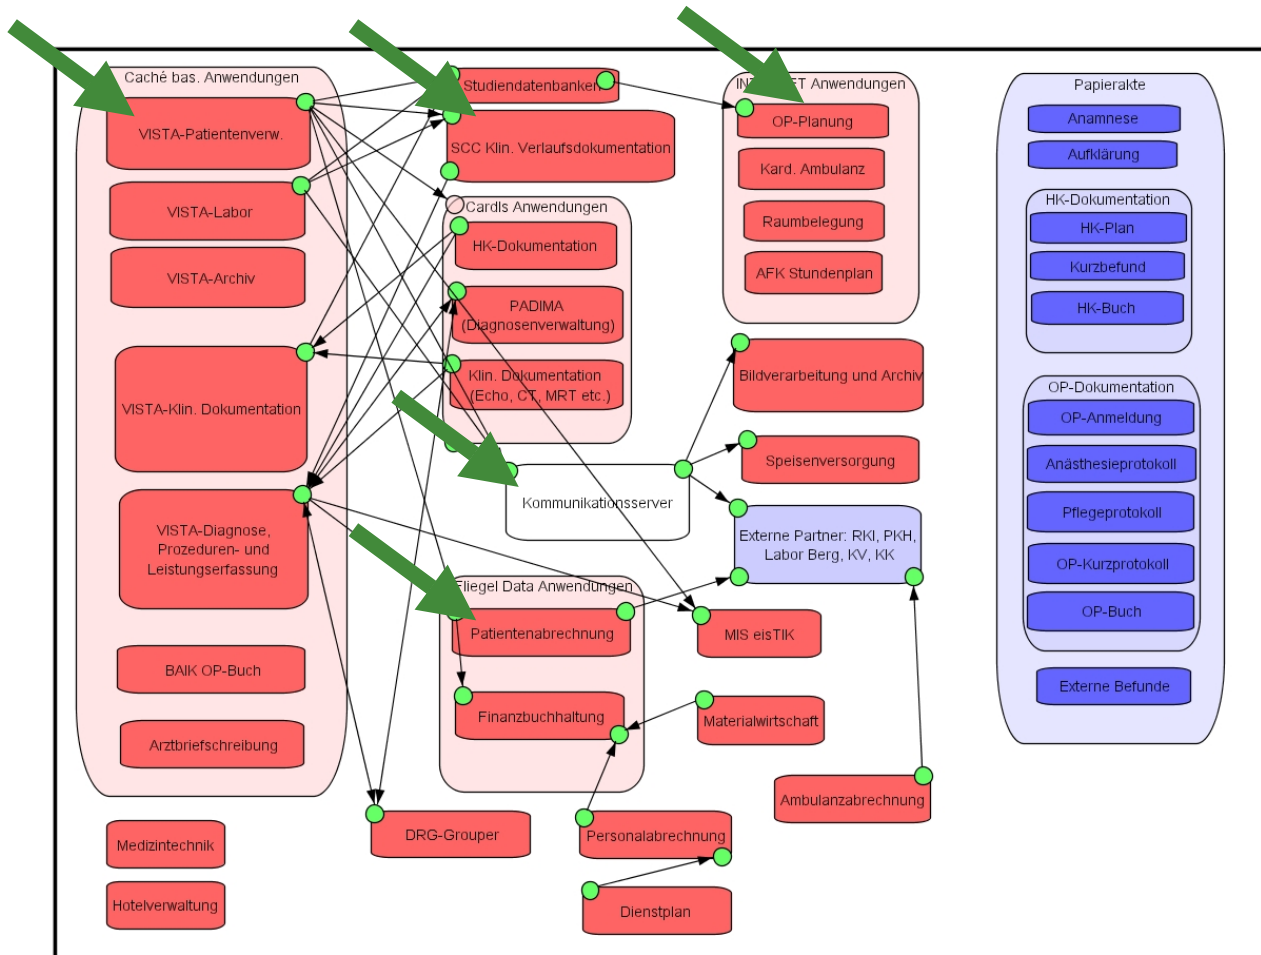 Caché bas. Anwendungen
VISTA-Patientenverw.
VISTA-Labor
VISTA-Archiv
VISTA-Klin. Dokumentation
VISTA-Diagnose,
Prozeduren- und
Leistungserfassung
BAIK OP-Buch
Arztbriefschreibung
Medizintechnik
Hotelverwaltung
Studiendatenbanken
SCC Klin. Verlaufsdokumentation
CardIs Anwendungen
HK-Dokumentation
PADIMA
(Diagnosenverwaltung)
Klin. Dokumentation
(Echo, CT, MRT etc.)
Kommunikationsserver
Data Anwendungen
Patientenabrechnung
Finanzbuchhaltung
DRG-Grouper
Personalabrechnung
Dienstplan
Anwendungen
OP-Planung
Kard. Ambulanz
Raumbelegung
AFK Stundenplan
Bildverarbeitung und Archiv
Speisenversorgung
Externe Partner: RKI, PKH,
Labor Berg, KV, KK
MIS eisTIK
Materialwirtschaft
Ambulanzabrechnung
Papierakte
Anamnese
Aufklärung
HK-Dokumentation
HK-Plan
Kurzbefund
HK-Buch
OP-Dokumentation
OP-Anmeldung
Anästhesieprotokoll
Pflegeprotokoll
OP-Kurzprotokoll
OP-Buch
Externe Befunde